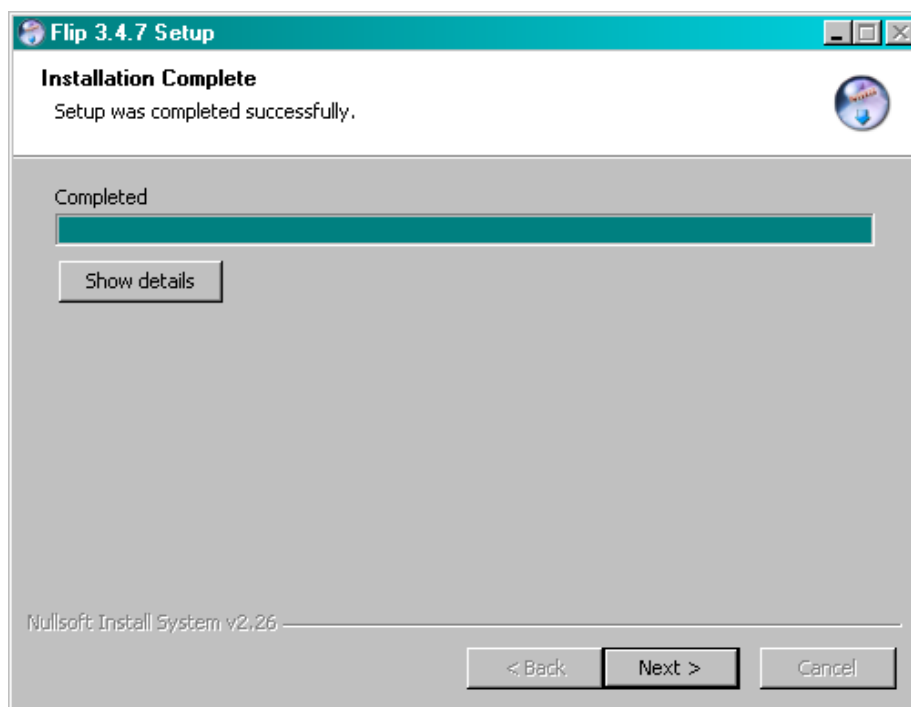 Flip 3.4.7 Setup
Installation Complete
Setup was completed successfully.
Completed
Show details
Nullsoft Install System v2.26
< Back Next > Cancel